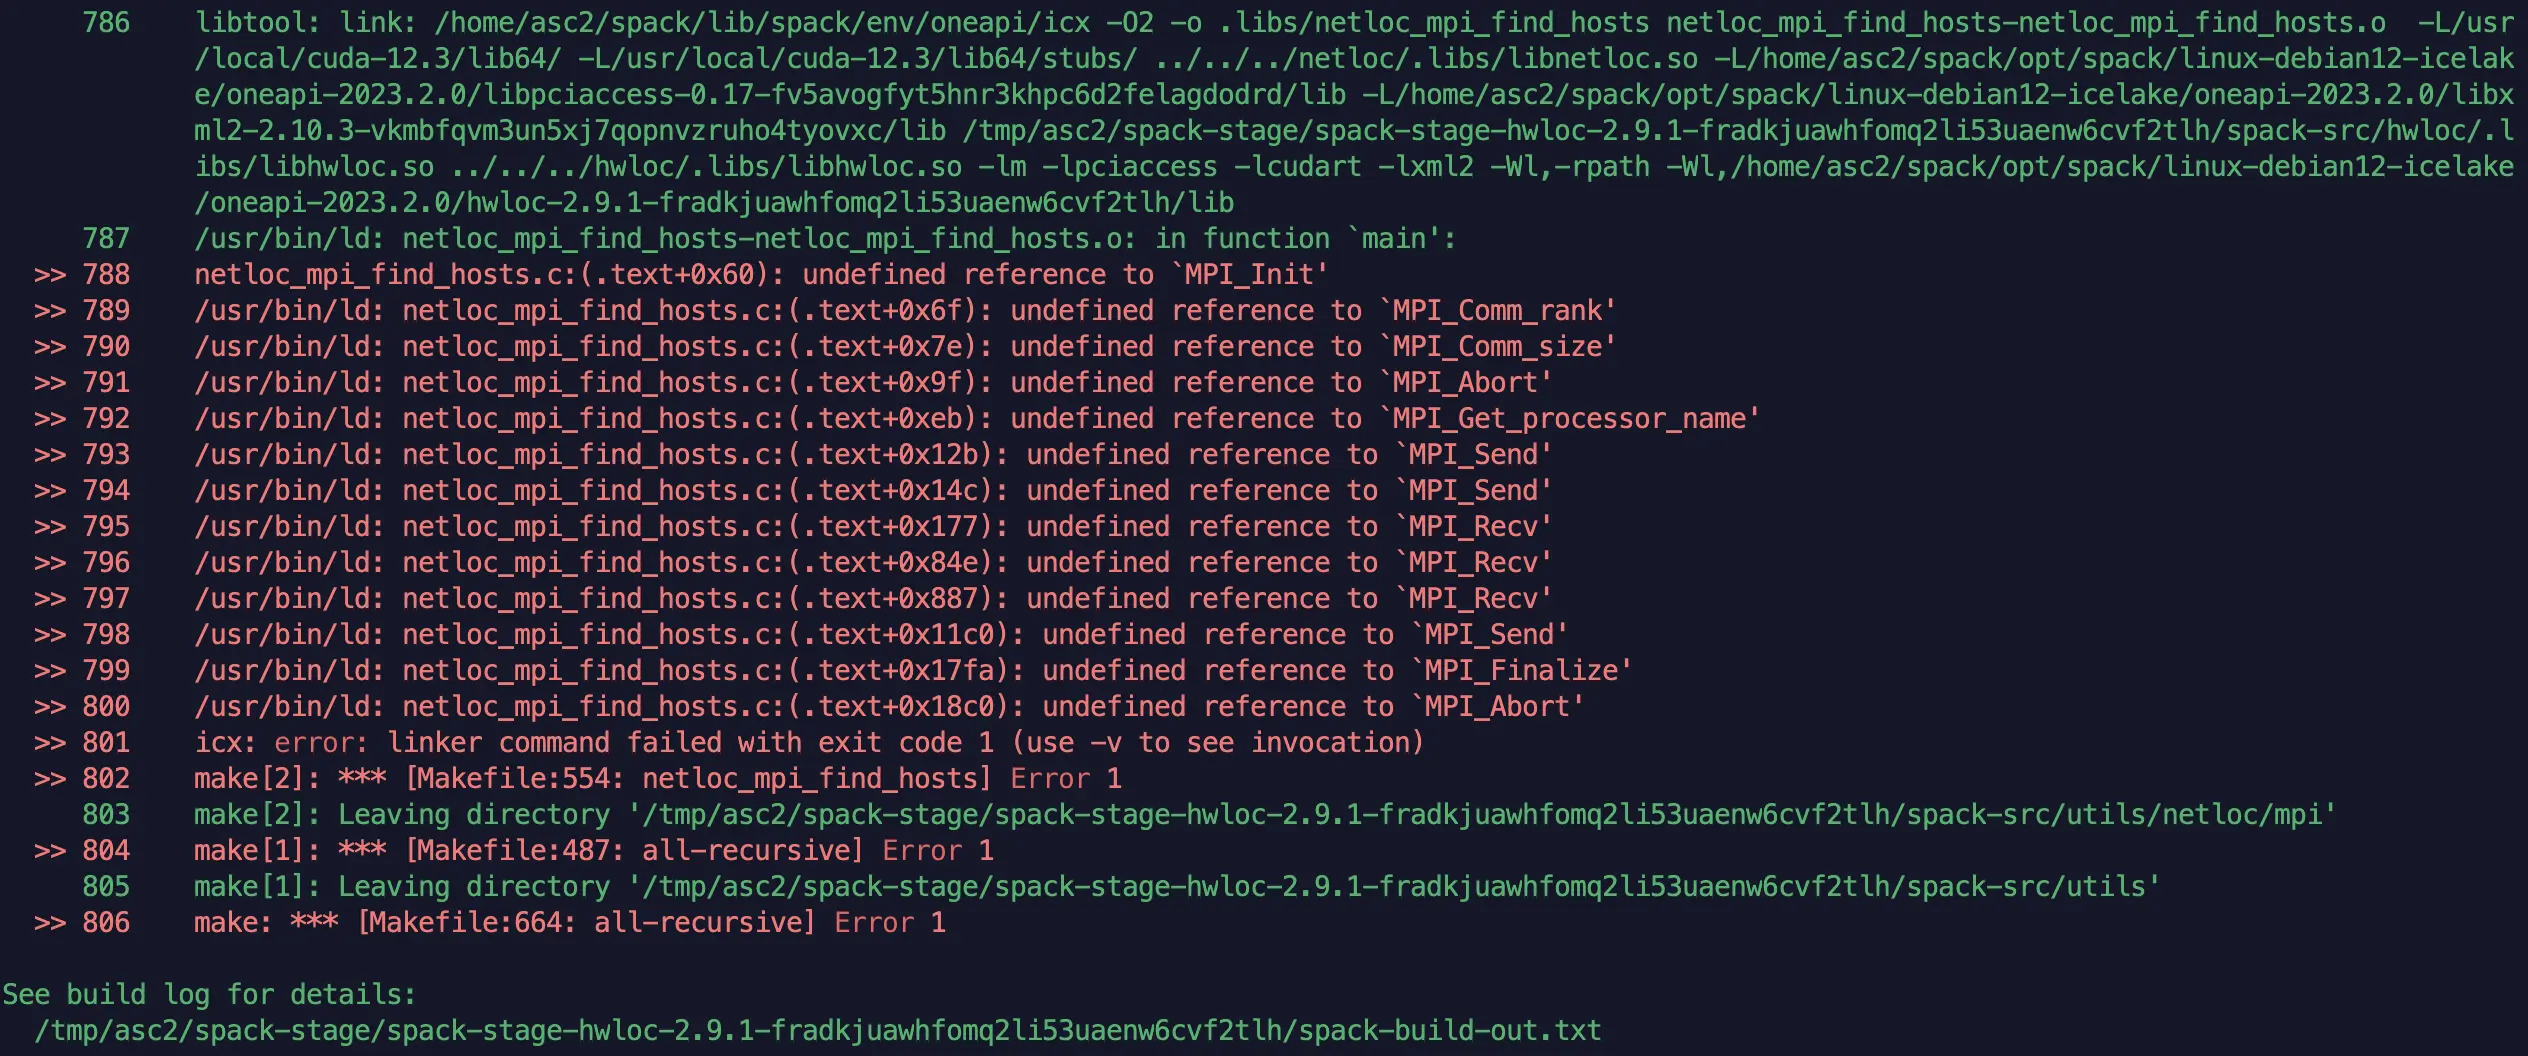 786 libtool: link: /home/asc2/spack/lib/spack/env/oneapi/icx -O2 -o .libs/netloc_mpi_find_hosts netloc_mpi_find_hosts-netloc_mpi_find_hosts.o -L/usr
/local/cuda-12.3/lib64/ -L/usr/local/cuda-12.3/lib64/stubs/ ../../../netloc/.libs/libnetloc.so -L/home/asc2/spack/opt/spack/linux-debian12-icelak
e/oneapi-2023.2.0/libpciaccess-0.17-fv5avogfyt5hnr3khpc6d2felagdodrd/lib -L/home/asc2/spack/opt/spack/linux-debian12-icelake/oneapi-2023.2.0/libx
ml2-2.10.3-vkmbfqvm3un5xj7qopnvzruho4tyovxc/lib /tmp/asc2/spack-stage/spack-stage-hwloc-2.9.1-fradkjuawhfomq2li53uaenw6cvf2tlh/spack-src/hwloc/.l
ibs/libhwloc.so ../../../hwloc/.libs/libhwloc.so -lm -lpciaccess -lcudart -lxml2 -Wl,-rpath -Wl,/home/asc2/spack/opt/spack/linux-debian12-icelake
/oneapi-2023.2.0/hwloc-2.9.1-fradkjuawhfomq2li53uaenw6cvf2tlh/lib
787 /usr/bin/ld: netloc_mpi_find_hosts-netloc_mpi_find_hosts.o: in function `main':
>> 788 netloc_mpi_find_hosts.c:(.text+0x60): undefined reference to `MPI_Init'
>> 789 /usr/bin/ld: netloc_mpi_find_hosts.c:(.text+0x6f): undefined reference to `MPI_Comm_rank'
>> 790 /usr/bin/ld: netloc_mpi_find_hosts.c:(.text+0x7e): undefined reference to `MPI_Comm_size'
>> 791 /usr/bin/ld: netloc_mpi_find_hosts.c:(.text+0x9f): undefined reference to `MPI_Abort'
>> 792 /usr/bin/ld: netloc_mpi_find_hosts.c:(.text+0xeb): undefined reference to `MPI_Get_processor_name'
>> 793 /usr/bin/ld: netloc_mpi_find_hosts.c:(.text+0x12b): undefined reference to `MPI_Send'
>> 794 /usr/bin/ld: netloc_mpi_find_hosts.c:(.text+0x14c): undefined reference to `MPI_Send'
>> 795 /usr/bin/ld: netloc_mpi_find_hosts.c:(.text+0x177): undefined reference to `MPI_Recv'
>> 796 /usr/bin/ld: netloc_mpi_find_hosts.c:(.text+0x84e): undefined reference to `MPI_Recv'
>> 797 /usr/bin/ld: netloc_mpi_find_hosts.c:(.text+0x887): undefined reference to `MPI_Recv'
>> 798 /usr/bin/ld: netloc_mpi_find_hosts.c:(.text+0x11c0): undefined reference to `MPI_Send'
>> 799 /usr/bin/ld: netloc_mpi_find_hosts.c:(.text+0x17fa): undefined reference to `MPI_Finalize'
>> 800 /usr/bin/ld: netloc_mpi_find_hosts.c:(.text+0x18c0): undefined reference to `MPI_Abort'
>> 801 icx: error: linker command failed with exit code 1 (use -v to see invocation)
>> 802 make[2]: *** [Makefile:554: netloc_mpi_find_hosts] Error 1
803 make[2]: Leaving directory '/tmp/asc2/spack-stage/spack-stage-hwloc-2.9.1-fradkjuawhfomq2li53uaenw6cvf2tlh/spack-src/utils/netloc/mpi'
>> 804 make[1]: *** [Makefile:487: all-recursive] Error 1
805 make[1]: Leaving directory '/tmp/asc2/spack-stage/spack-stage-hwloc-2.9.1-fradkjuawhfomq2li53uaenw6cvf2tlh/spack-src/utils'
>> 806 make: *** [Makefile:664: all-recursive] Error 1
See build log for details:
/tmp/asc2/spack-stage/spack-stage-hwloc-2.9.1-fradkjuawhfomq2li53uaenw6cvf2tlh/spack-build-out.txt